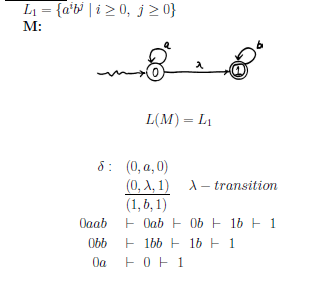 L₁ = {aⁱbʲ | i ≥ 0, j ≥ 0}
M:
a b
0 λ 1
L(M) = L₁
δ : (0, a, 0)
(0, λ, 1) λ − transition
(1, b, 1)
0aab ⊢ 0ab ⊢ 0b ⊢ 1b ⊢ 1
0bb ⊢ 1bb ⊢ 1b ⊢ 1
0a ⊢ 0 ⊢ 1